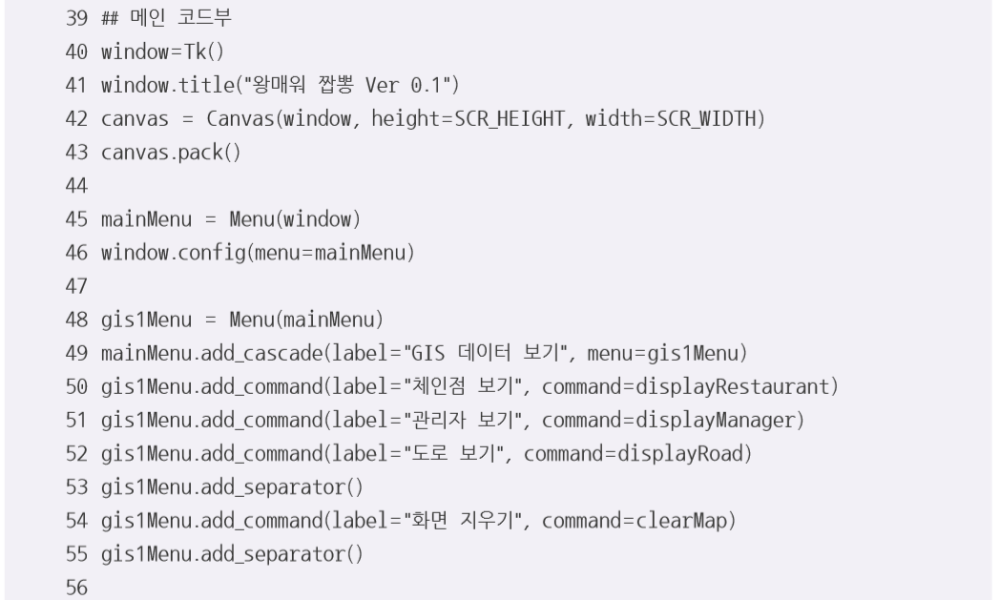 39 ## 메인 코드부
40 window=Tk()
41 window.title("왕매워 짭뽕 Ver 0.1")
42 canvas = Canvas(window, height=SCR_HEIGHT, width=SCR_WIDTH)
43 canvas.pack()
44
45 mainMenu = Menu(window)
46 window.config(menu=mainMenu)
47
48 gis1Menu = Menu(mainMenu)
49 mainMenu.add_cascade(label="GIS 데이터 보기", menu=gis1Menu)
50 gis1Menu.add_command(label="체인점 보기", command=displayRestaurant)
51 gis1Menu.add_command(label="관리자 보기", command=displayManager)
52 gis1Menu.add_command(label="도로 보기", command=displayRoad)
53 gis1Menu.add_separator()
54 gis1Menu.add_command(label="화면 지우기", command=clearMap)
55 gis1Menu.add_separator()
56